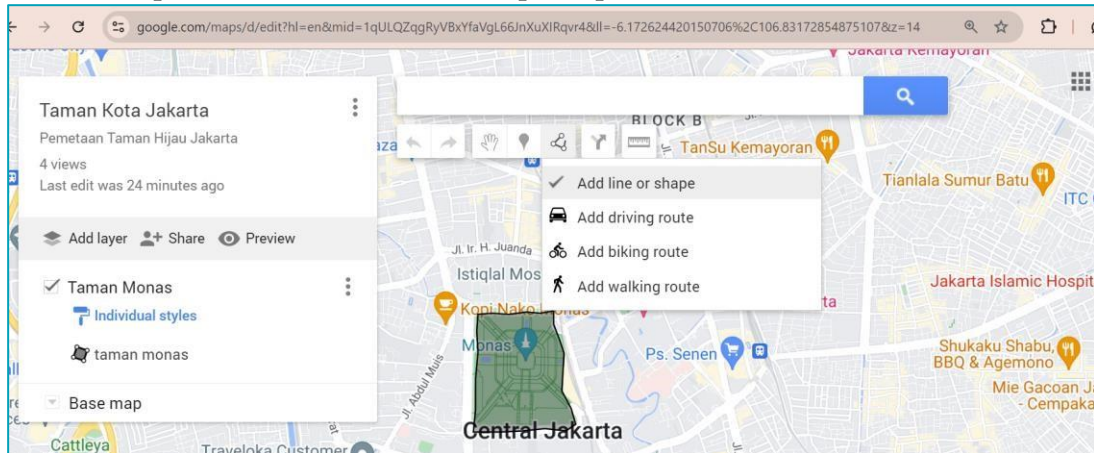 google.com/maps/d/edit?hl=en&mid=1qULQZqgRyVBxYfaVgL66JnXuXIRqvr4&ll=-6.172624420150706%2C106.83172854875107&z=14
Jakarta Kemayoran
Taman Kota Jakarta
Pemetaan Taman Hijau Jakarta
4 views
Last edit was 24 minutes ago
BLOCK B
TanSu Kemayoran
Tianlala Sumur Batu
ITC
Add line or shape
Add driving route
Add biking route
Add walking route
Add layer
Share
Preview
Jl. Ir. H. Juanda
Istiqlal Mos
Taman Monas
Individual styles
taman monas
Base map
Kopi Nako Monas
Monas
Jl. Abdul Muis
Ps. Senen
Jakarta Islamic Hospit
Shukaku Shabu,
BBQ & Agemono
Mie Gacoan J
- Cempaka
Central Jakarta
Cattleya
Traveloka Customer